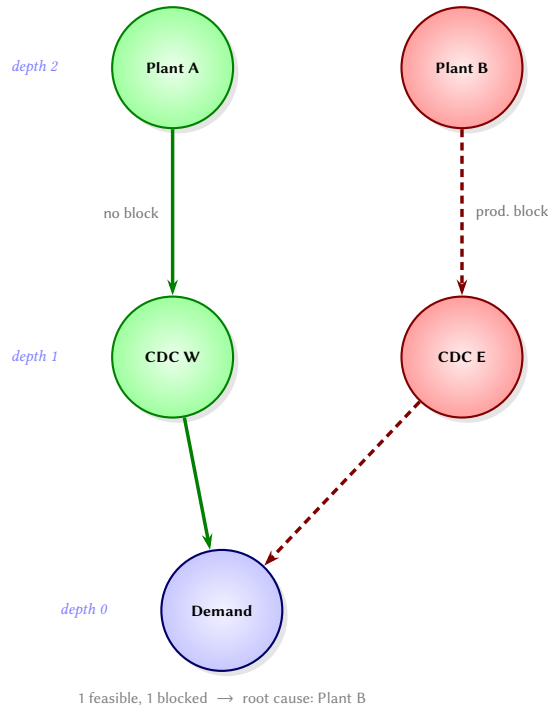 depth 2
Plant A
Plant B
no block
prod. block
depth 1
CDC W
CDC E
depth 0
Demand
1 feasible, 1 blocked → root cause: Plant B